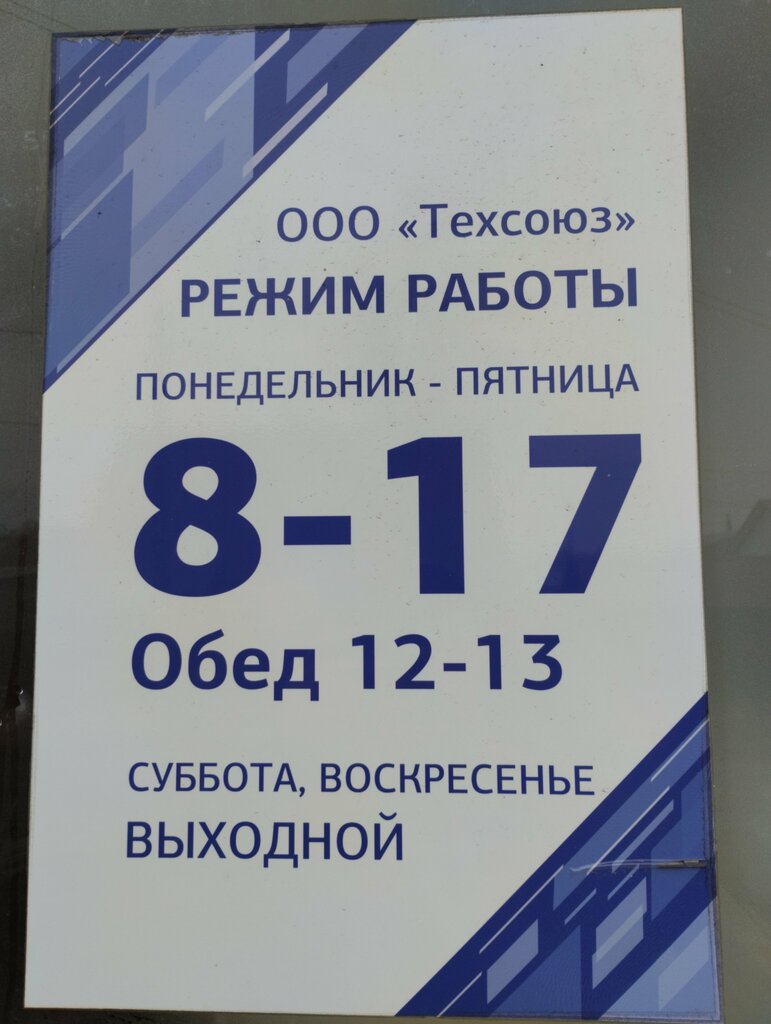 ООО «Техсоюз»
РЕЖИМ РАБОТЫ
ПОНЕДЕЛЬНИК - ПЯТНИЦА
8-17
Обед 12-13
СУББОТА, ВОСКРЕСЕНЬЕ
ВЫХОДНОЙ